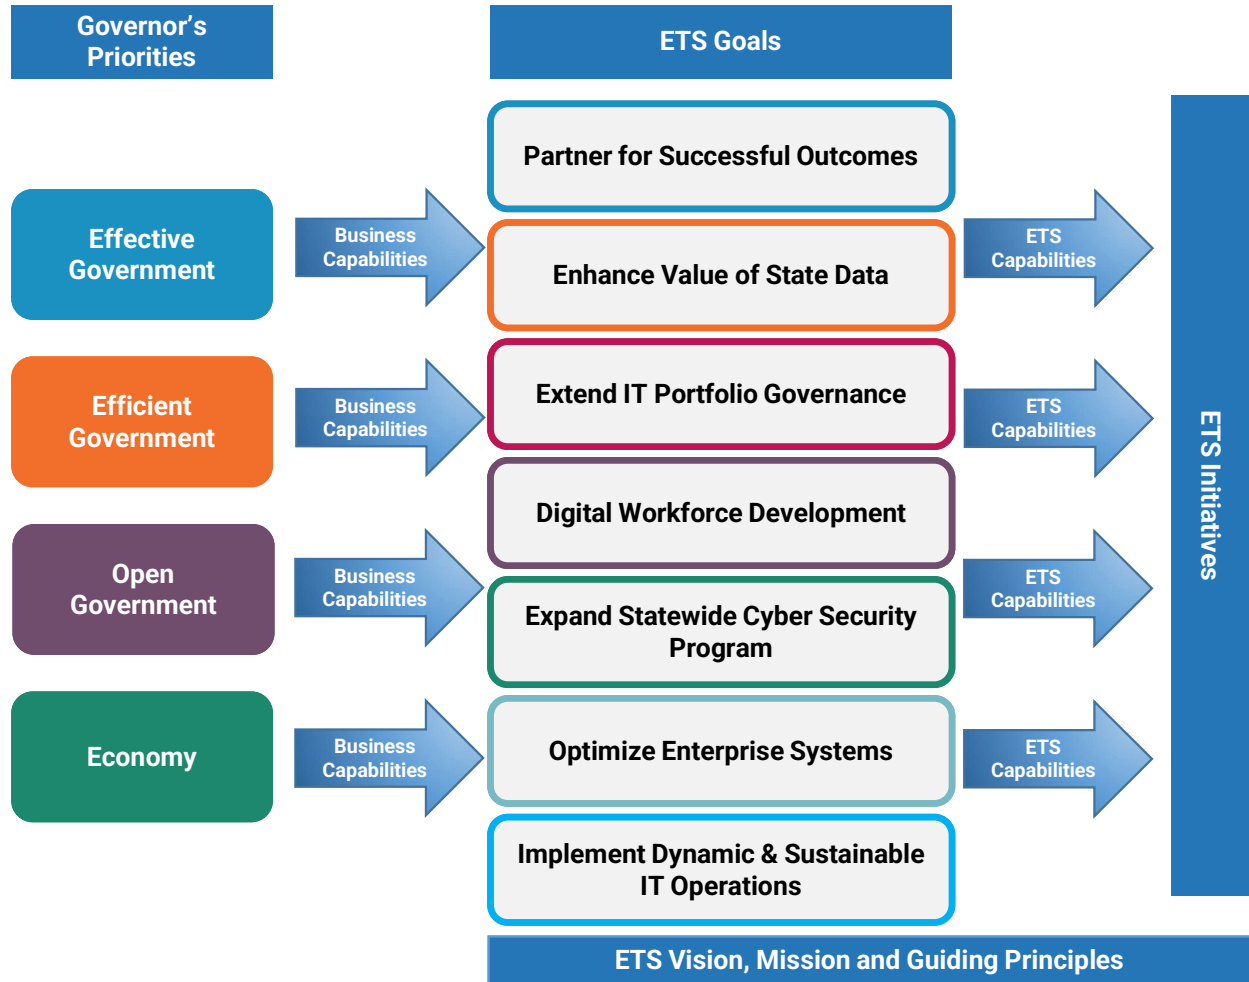 Governor’s
Priorities
ETS Goals
Effective
Government
Efficient
Government
Open
Government
Economy
Business
Capabilities
Business
Capabilities
Business
Capabilities
Business
Capabilities
Partner for Successful Outcomes
Enhance Value of State Data
Extend IT Portfolio Governance
Digital Workforce Development
Expand Statewide Cyber Security
Program
Optimize Enterprise Systems
Implement Dynamic & Sustainable
IT Operations
ETS
Capabilities
ETS
Capabilities
ETS
Capabilities
ETS
Capabilities
ETS Initiatives
ETS Vision, Mission and Guiding Principles